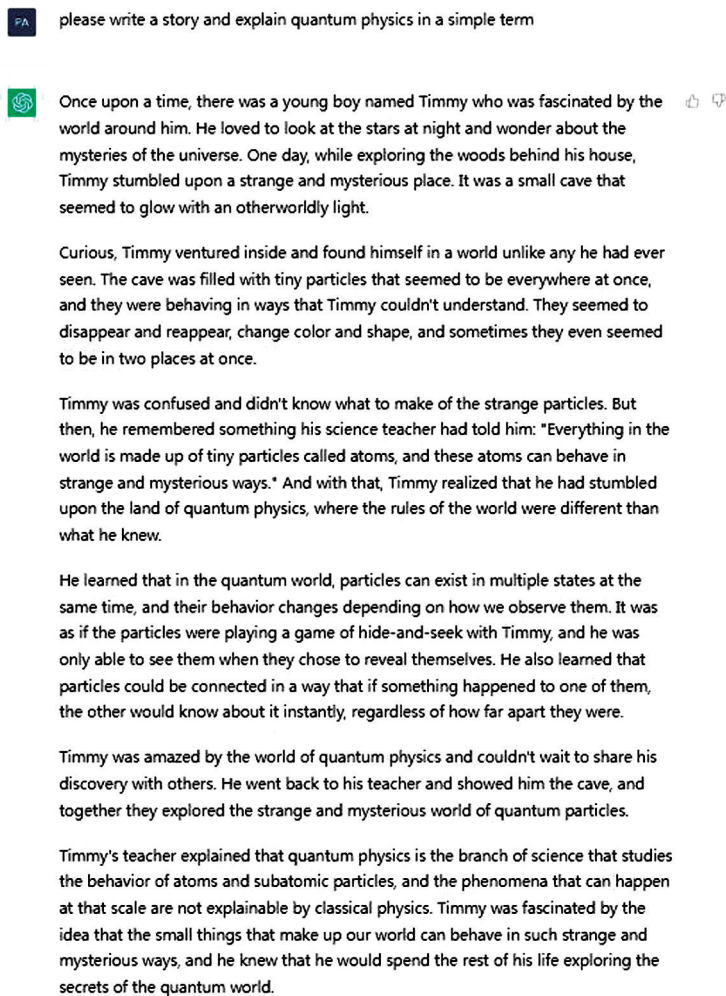 PA
please write a story and explain quantum physics in a simple term
Once upon a time, there was a young boy named Timmy who was fascinated by the
world around him. He loved to look at the stars at night and wonder about the
mysteries of the universe. One day, while exploring the woods behind his house,
Timmy stumbled upon a strange and mysterious place. It was a small cave that
seemed to glow with an otherworldly light.
Curious, Timmy ventured inside and found himself in a world unlike any he had ever
seen. The cave was filled with tiny particles that seemed to be everywhere at once,
and they were behaving in ways that Timmy couldn't understand. They seemed to
disappear and reappear, change color and shape, and sometimes they even seemed
to be in two places at once.
Timmy was confused and didn't know what to make of the strange particles. But
then, he remembered something his science teacher had told him: "Everything in the
world is made up of tiny particles called atoms, and these atoms can behave in
strange and mysterious ways." And with that, Timmy realized that he had stumbled
upon the land of quantum physics, where the rules of the world were different than
what he knew.
He learned that in the quantum world, particles can exist in multiple states at the
same time, and their behavior changes depending on how we observe them. It was
as if the particles were playing a game of hide-and-seek with Timmy, and he was
only able to see them when they chose to reveal themselves. He also learned that
particles could be connected in a way that if something happened to one of them,
the other would know about it instantly, regardless of how far apart they were.
Timmy was amazed by the world of quantum physics and couldn't wait to share his
discovery with others. He went back to his teacher and showed him the cave, and
together they explored the strange and mysterious world of quantum particles.
Timmy's teacher explained that quantum physics is the branch of science that studies
the behavior of atoms and subatomic particles, and the phenomena that can happen
at that scale are not explainable by classical physics. Timmy was fascinated by the
idea that the small things that make up our world can behave in such strange and
mysterious ways, and he knew that he would spend the rest of his life exploring the
secrets of the quantum world.